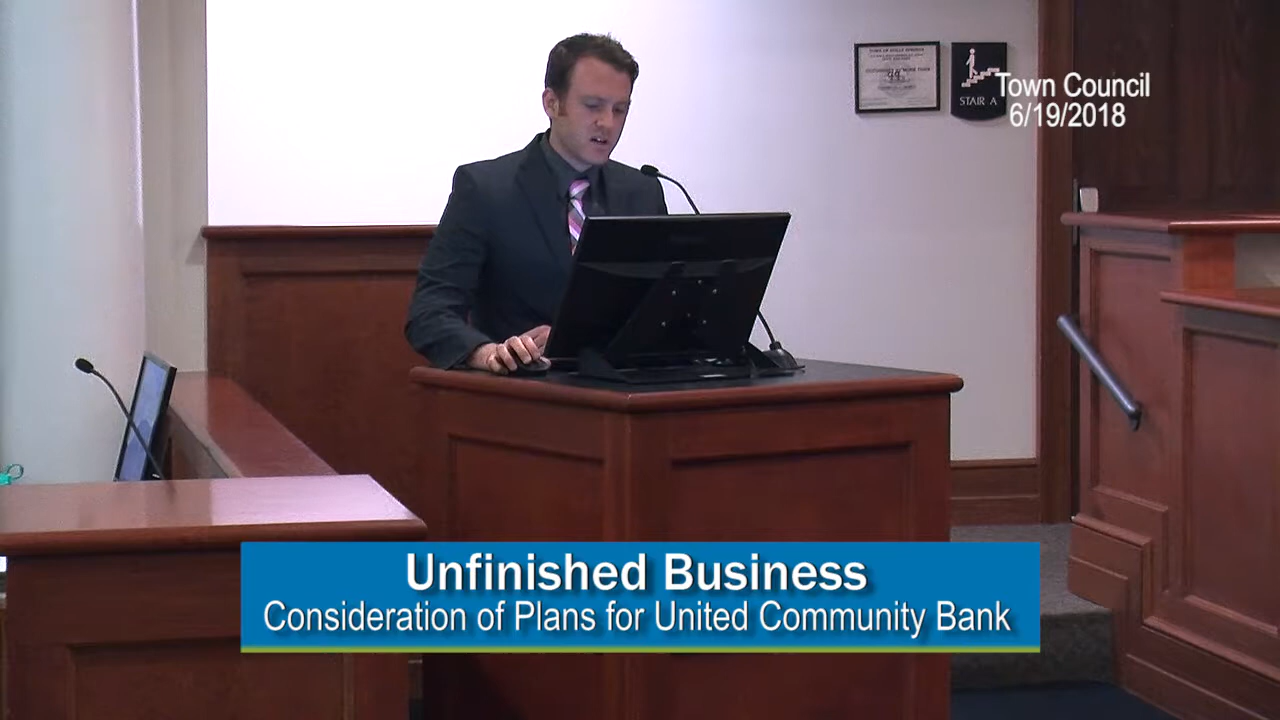 Town Council
6/19/2018
STAIR A
Unfinished Business
Consideration of Plans for United Community Bank